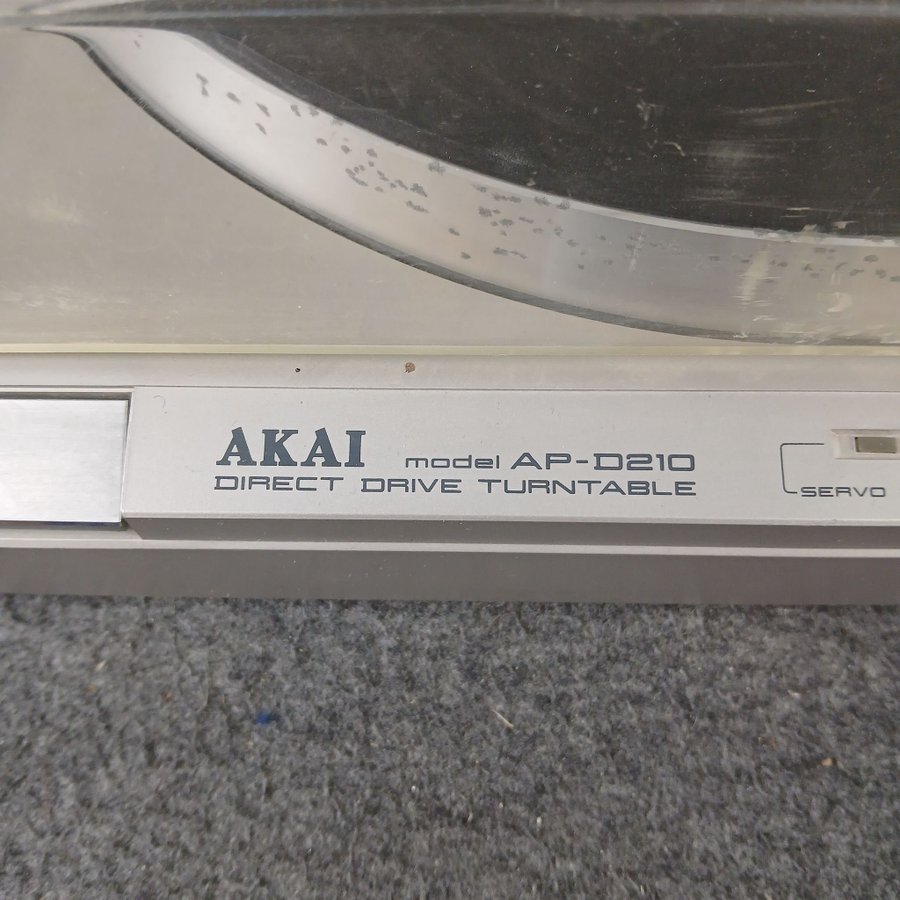 AKAI model AP-D210
DIRECT DRIVE TURNTABLE
SERVO